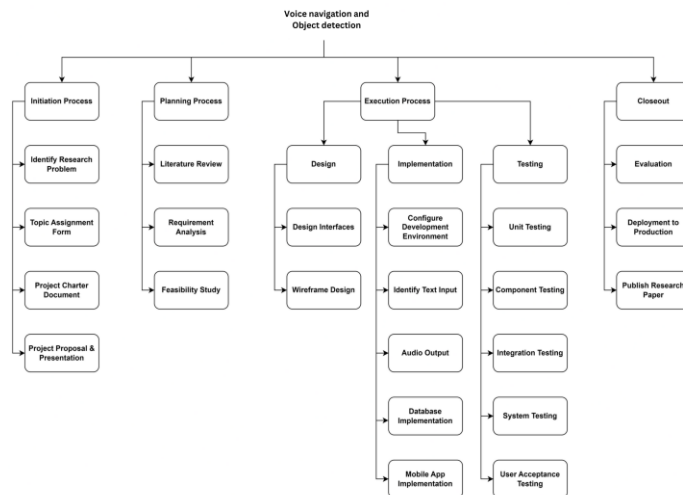 Voice navigation and
Object detection
Initiation Process
Planning Process
Execution Process
Closeout
Identify Research
Problem
Literature Review
Design
Implementation
Testing
Evaluation
Topic Assignment
Form
Requirement
Analysis
Design Interfaces
Configure
Development
Environment
Unit Testing
Deployment to
Production
Project Charter
Document
Feasibility Study
Wireframe Design
Identify Text Input
Component Testing
Publish Research
Paper
Project Proposal &
Presentation
Audio Output
Integration Testing
Database
Implementation
System Testing
Mobile App
Implementation
User Acceptance
Testing